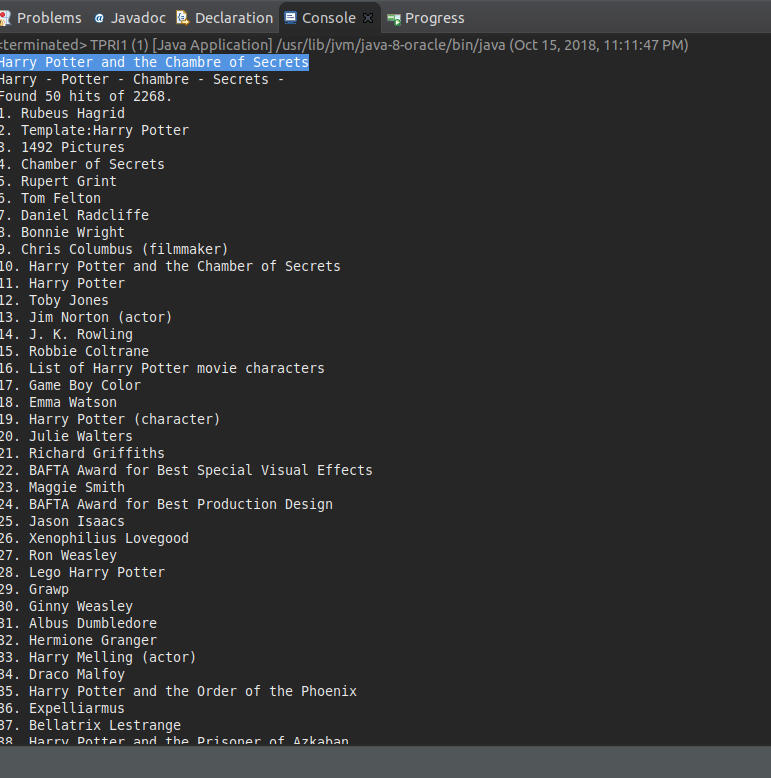 Problems @ Javadoc Declaration Console Progress
<terminated> TPRI1 (1) [Java Application] /usr/lib/jvm/java-8-oracle/bin/java (Oct 15, 2018, 11:11:47 PM)
Harry Potter and the Chambre of Secrets
Harry - Potter - Chambre - Secrets -
Found 50 hits of 2268.
1. Rubeus Hagrid
2. Template:Harry Potter
3. 1492 Pictures
4. Chamber of Secrets
5. Rupert Grint
6. Tom Felton
7. Daniel Radcliffe
8. Bonnie Wright
9. Chris Columbus (filmmaker)
10. Harry Potter and the Chamber of Secrets
11. Harry Potter
12. Toby Jones
13. Jim Norton (actor)
14. J. K. Rowling
15. Robbie Coltrane
16. List of Harry Potter movie characters
17. Game Boy Color
18. Emma Watson
19. Harry Potter (character)
20. Julie Walters
21. Richard Griffiths
22. BAFTA Award for Best Special Visual Effects
23. Maggie Smith
24. BAFTA Award for Best Production Design
25. Jason Isaacs
26. Xenophilius Lovegood
27. Ron Weasley
28. Lego Harry Potter
29. Grawp
30. Ginny Weasley
31. Albus Dumbledore
32. Hermione Granger
33. Harry Melling (actor)
34. Draco Malfoy
35. Harry Potter and the Order of the Phoenix
36. Expelliarmus
37. Bellatrix Lestrange
38. Harry Potter and the Prisoner of Azkaban